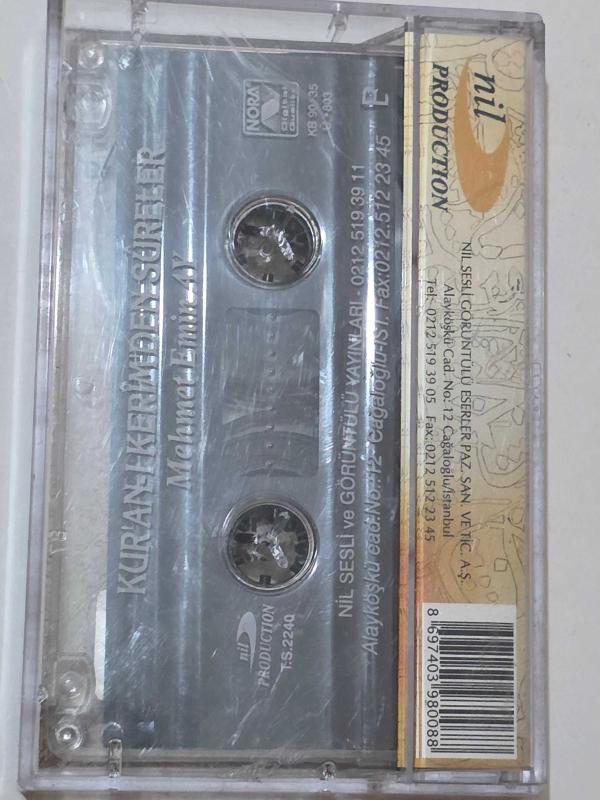 KUR'AN-I KERİM'DEN SURELER
Mehmet Emin AY
NORA
Digital
Quality
KB 90/35
nil
PRODUCTION
T.S.2240
NİL SESLİ ve GÖRÜNTÜLÜ YAYINLARI 0212 519 39 11
Alayköşkü cad.No.:12 Cağaloğlu-İST. Fax:0212.512 23 45
nil
PRODUCTION
NİL SESLİ GÖRÜNTÜLÜ ESERLER PAZ. SAN. VE TİC. A.Ş.
Alayköşkü Cad. No: 12 Cağaloğlu/İstanbul
Tel: 0212 519 39 05 Fax: 0212 512 23 45
8 697403 980088